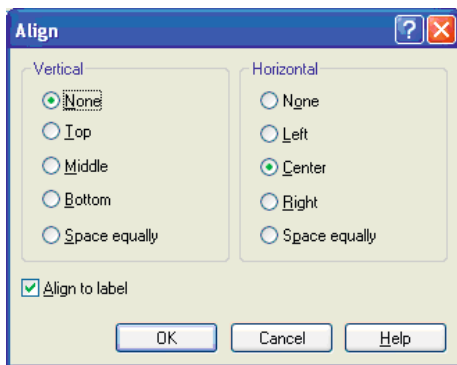 Align
Vertical
None
Top
Middle
Bottom
Space equally
Horizontal
None
Left
Center
Right
Space equally
Align to label
OK
Cancel
Help